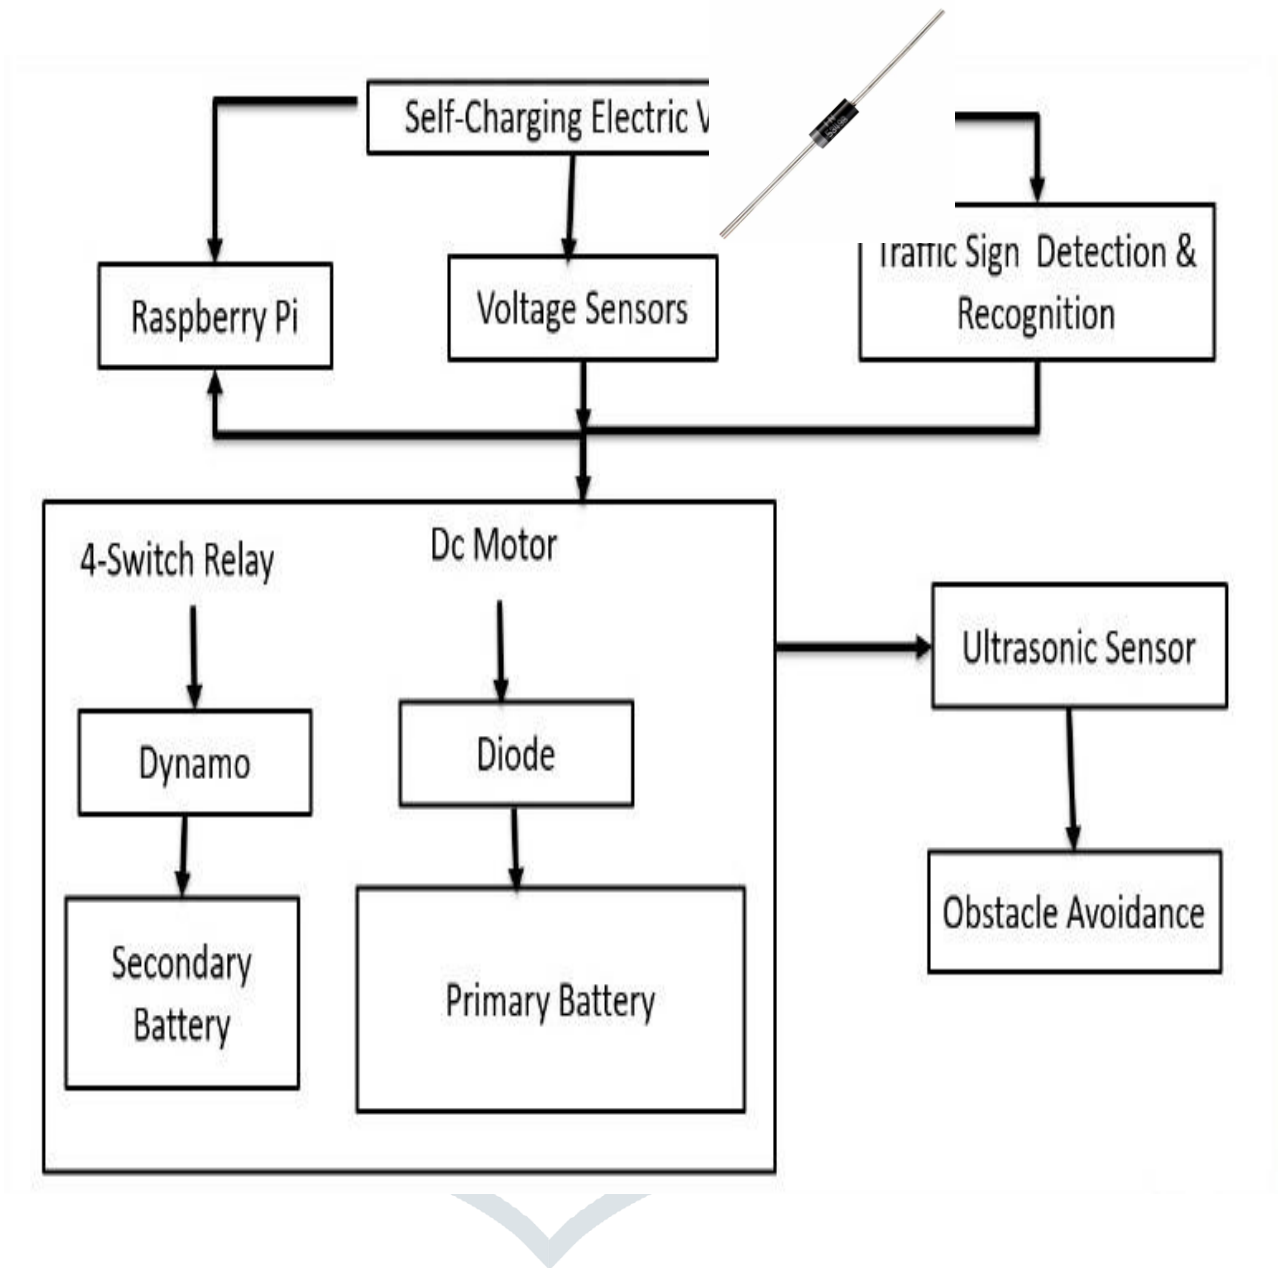 Self-Charging Electric
Raspberry Pi
Voltage Sensors
Traffic Sign Detection &
Recognition
4-Switch Relay
Dc Motor
Dynamo
Diode
Ultrasonic Sensor
Secondary
Battery
Primary Battery
Obstacle Avoidance